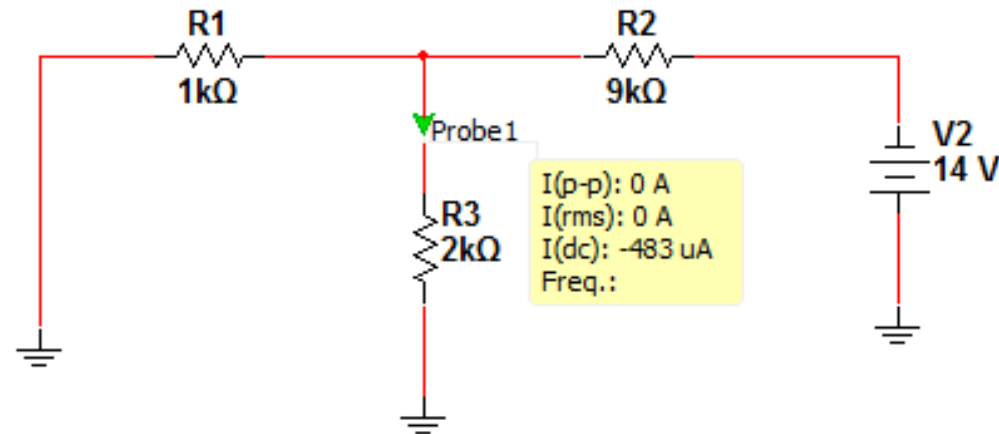 R1
1kΩ
R2
9kΩ
Probe1
V2
14 V
I(p-p): 0 A
I(rms): 0 A
I(dc): -483 uA
Freq.:
R3
2kΩ